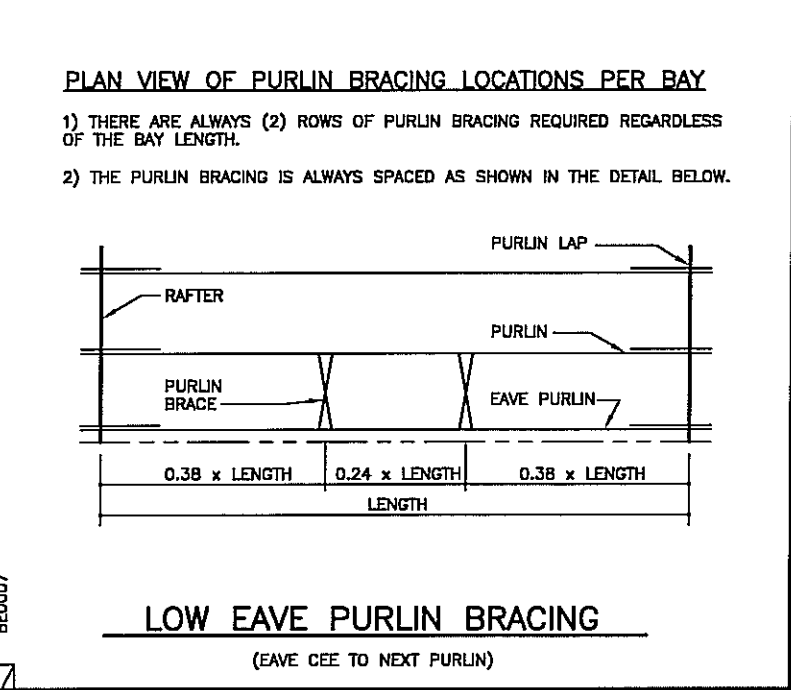 PLAN VIEW OF PURLIN BRACING LOCATIONS PER BAY
1) THERE ARE ALWAYS (2) ROWS OF PURLIN BRACING REQUIRED REGARDLESS
OF THE BAY LENGTH.
2) THE PURLIN BRACING IS ALWAYS SPACED AS SHOWN IN THE DETAIL BELOW.
PURLIN LAP
RAFTER
PURLIN
PURLIN
BRACE
EAVE PURLIN
0.38 x LENGTH
0.24 x LENGTH
0.38 x LENGTH
LENGTH
LOW EAVE PURLIN BRACING
(EAVE CEE TO NEXT PURLIN)